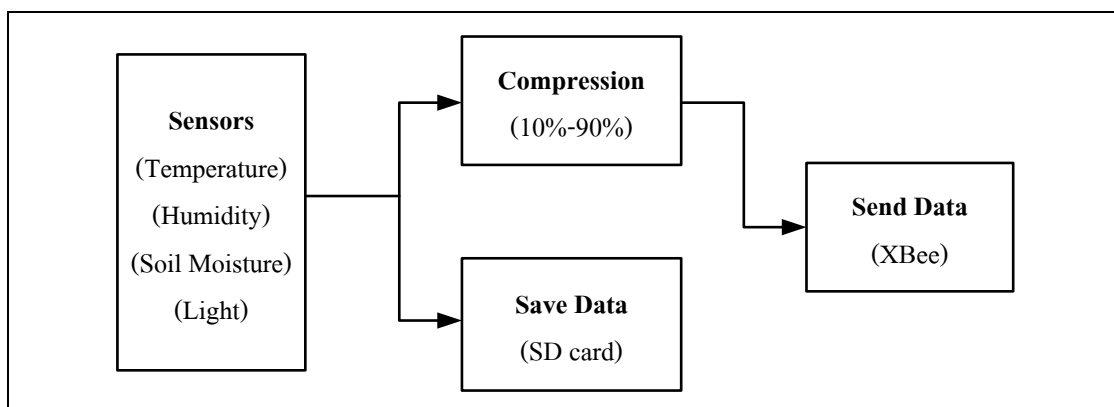 Sensors
(Temperature)
(Humidity)
(Soil Moisture)
(Light)
Compression
(10%-90%)
Save Data
(SD card)
Send Data
(XBee)